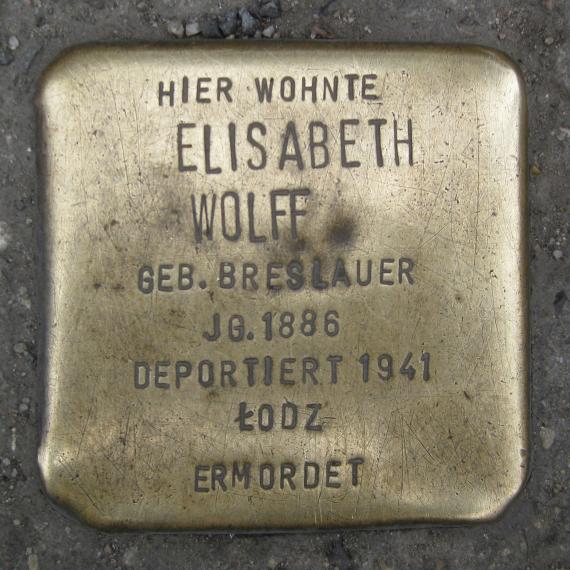 HIER WOHNTE
ELISABETH
WOLFF
GEB. BRESLAUER
JG. 1886
DEPORTIERT 1941
ŁODZ
ERMORDET